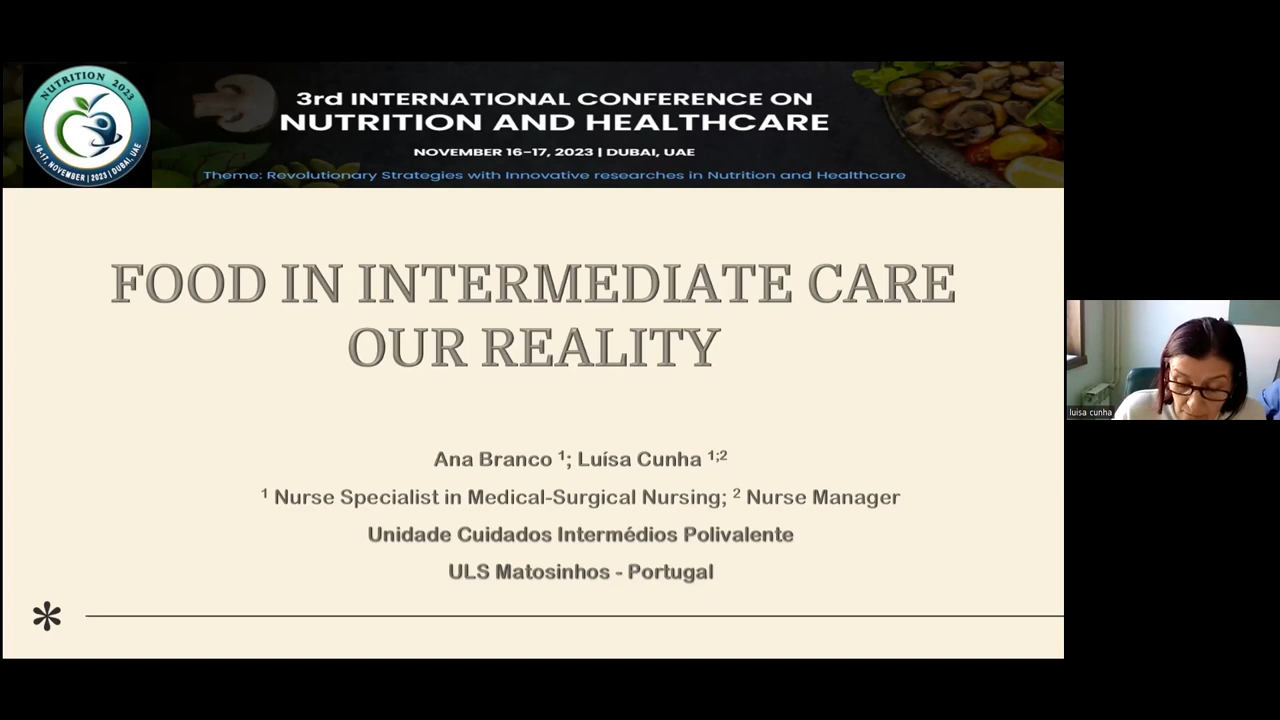 NUTRITION 2023
16-17, NOVEMBER | 2023 | DUBAI, UAE
3rd INTERNATIONAL CONFERENCE ON
NUTRITION AND HEALTHCARE
NOVEMBER 16-17, 2023 | DUBAI, UAE
Theme: Revolutionary Strategies with Innovative researches in Nutrition and Healthcare
FOOD IN INTERMEDIATE CARE
OUR REALITY
Ana Branco ¹; Luísa Cunha ¹;²
¹ Nurse Specialist in Medical-Surgical Nursing; ² Nurse Manager
Unidade Cuidados Intermédios Polivalente
ULS Matosinhos - Portugal
*
luisa cunha